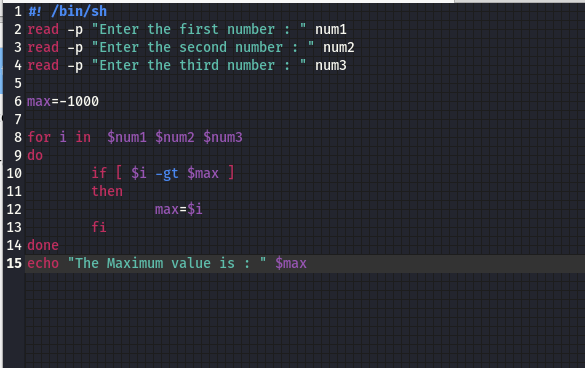 1 #! /bin/sh
2 read -p "Enter the first number : " num1
3 read -p "Enter the second number : " num2
4 read -p "Enter the third number : " num3
5
6 max=-1000
7
8 for i in  $num1 $num2 $num3
9 do
10         if [ $i -gt $max ]
11         then
12                 max=$i
13         fi
14 done
15 echo "The Maximum value is : " $max